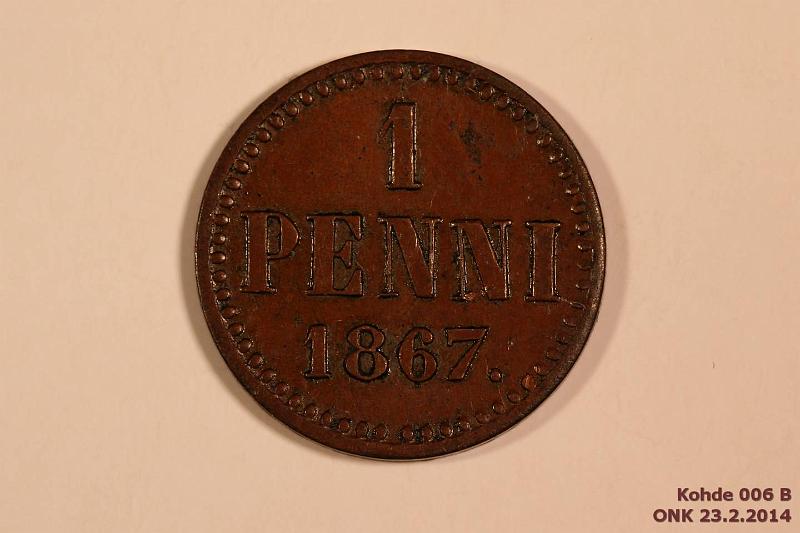 1
PENNI
1867.
Kohde 006 B
ONK 23.2.2014